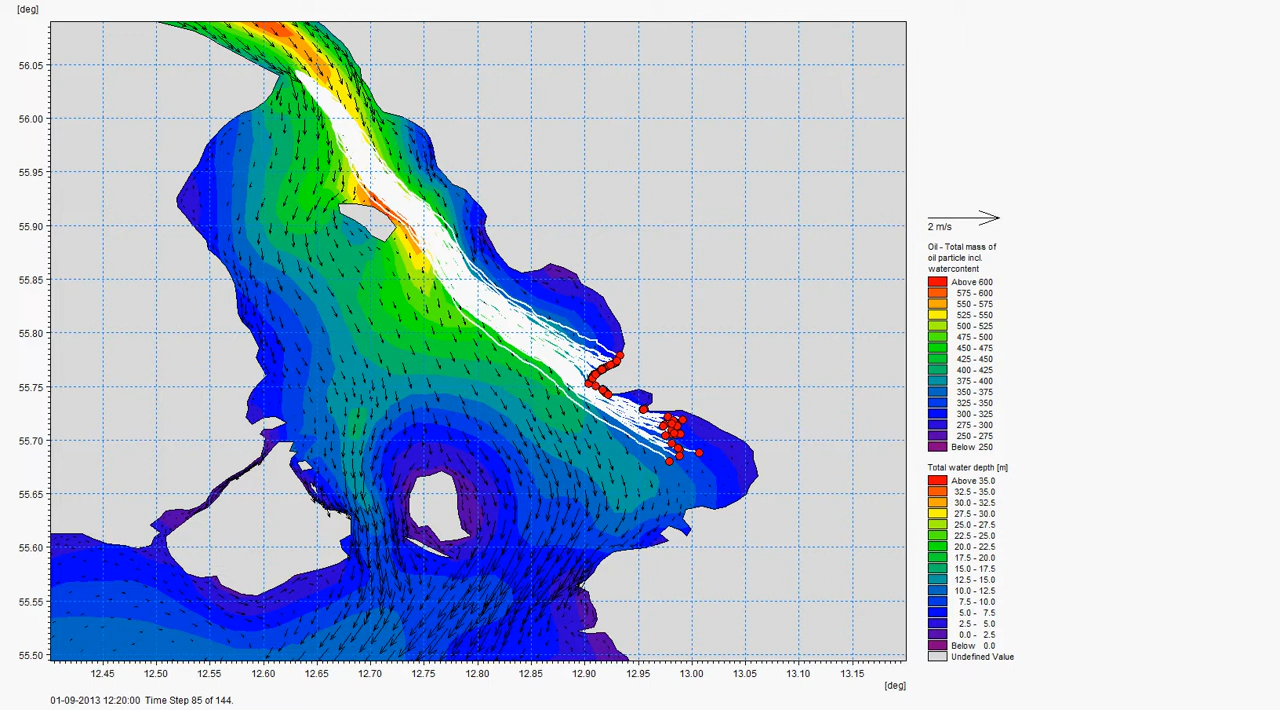 [deg]
56.05
56.00
55.95
55.90
55.85
55.80
55.75
55.70
55.65
55.60
55.55
55.50
12.45 12.50 12.55 12.60 12.65 12.70 12.75 12.80 12.85 12.90 12.95 13.00 13.05 13.10 13.15
[deg]
01-09-2013 12:20:00 Time Step 85 of 144.
2 m/s
Oil - Total mass of
oil particle incl.
watercontent
Above 600
575 - 600
550 - 575
525 - 550
500 - 525
475 - 500
450 - 475
425 - 450
400 - 425
375 - 400
350 - 375
325 - 350
300 - 325
275 - 300
250 - 275
Below 250
Total water depth [m]
Above 35.0
32.5 - 35.0
30.0 - 32.5
27.5 - 30.0
25.0 - 27.5
22.5 - 25.0
20.0 - 22.5
17.5 - 20.0
15.0 - 17.5
12.5 - 15.0
10.0 - 12.5
7.5 - 10.0
5.0 - 7.5
2.5 - 5.0
0.0 - 2.5
Below 0.0
Undefined Value